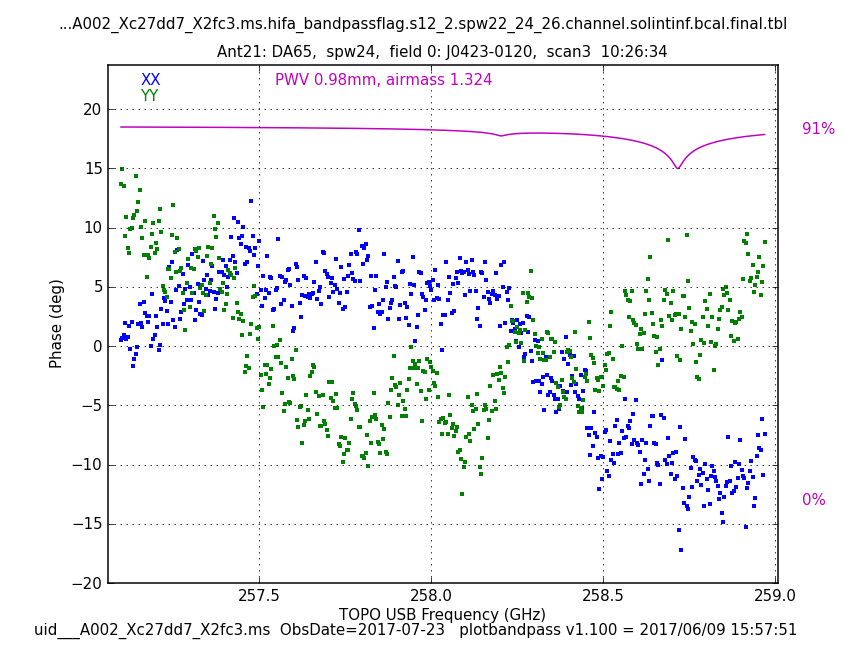 ...A002_Xc27dd7_X2fc3.ms.hifa_bandpassflag.s12_2.spw22_24_26.channel.solintinf.bcal.final.tbl
Ant21: DA65,  spw24,  field 0: J0423-0120,  scan3  10:26:34
XX
PWV 0.98mm, airmass 1.324
YY
91%
0%
20
15
10
5
0
−5
−10
−15
−20
Phase (deg)
257.5
258.0
258.5
259.0
TOPO USB Frequency (GHz)
uid___A002_Xc27dd7_X2fc3.ms  ObsDate=2017-07-23   plotbandpass v1.100 = 2017/06/09 15:57:51